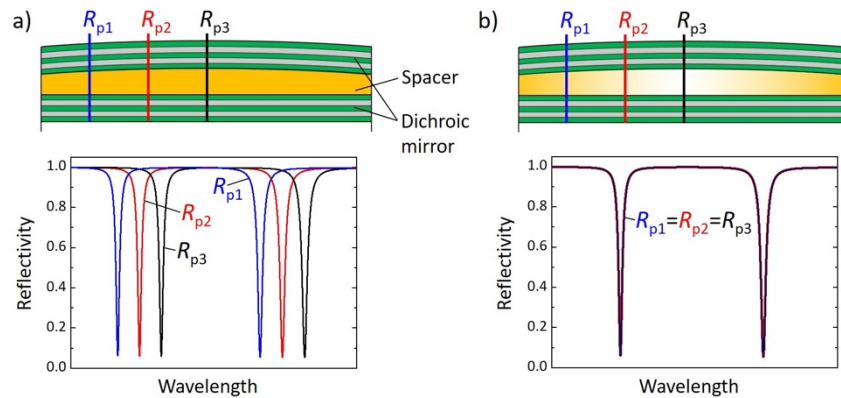 a)
Rp1 Rp2 Rp3
Spacer
Dichroic
mirror
1.0
0.8
0.6
0.4
0.2
0.0
Reflectivity
Rp1
Rp2
Rp3
Wavelength
b)
Rp1 Rp2 Rp3
1.0
0.8
0.6
0.4
0.2
0.0
Reflectivity
Rp1=Rp2=Rp3
Wavelength